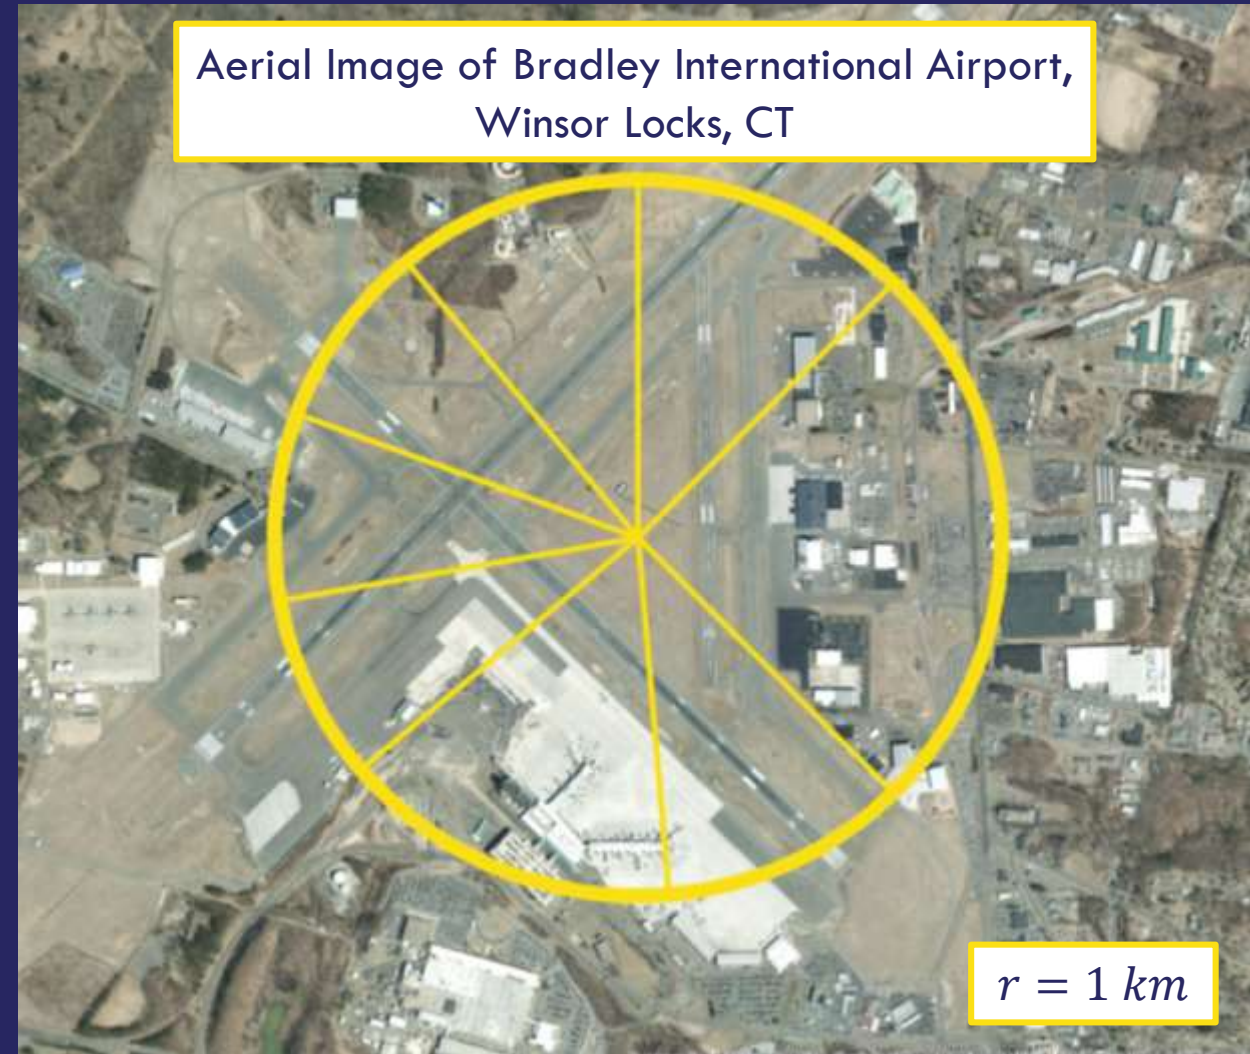 Aerial Image of Bradley International Airport,
Winsor Locks, CT
r = 1 km